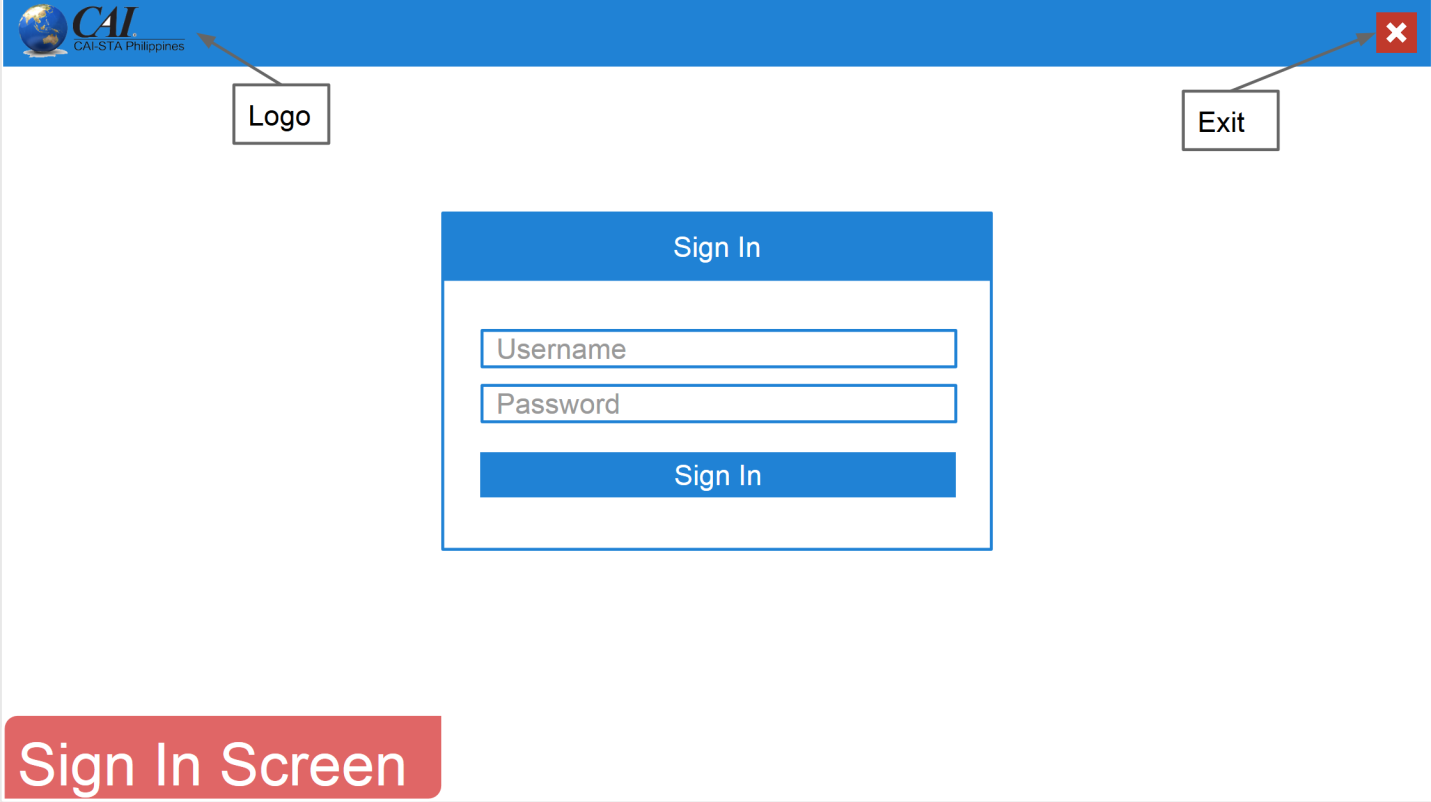 CAI
CAI-STA Philippines
Logo
Exit
Sign In
Username
Password
Sign In
Sign In Screen